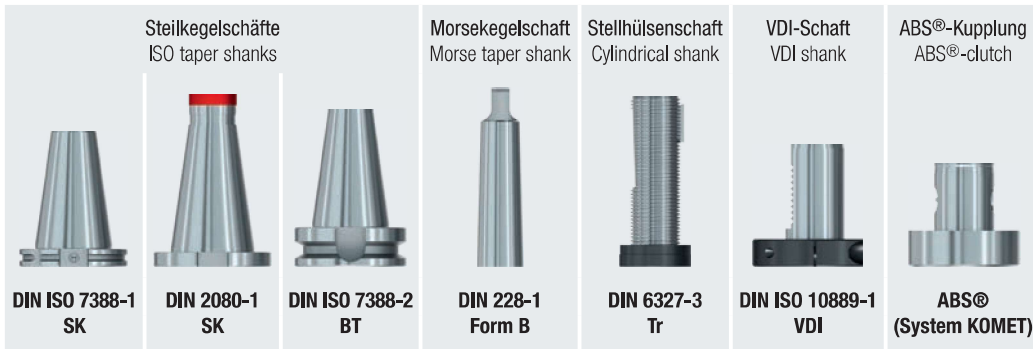 Steilkegelschäfte
ISO taper shanks
Morsekegelschaft
Morse taper shank
Stellhülsenschaft
Cylindrical shank
VDI-Schaft
VDI shank
ABS®-Kupplung
ABS®-clutch
DIN ISO 7388-1
SK
DIN 2080-1
SK
DIN ISO 7388-2
BT
DIN 228-1
Form B
DIN 6327-3
Tr
DIN ISO 10889-1
VDI
ABS®
(System KOMET)